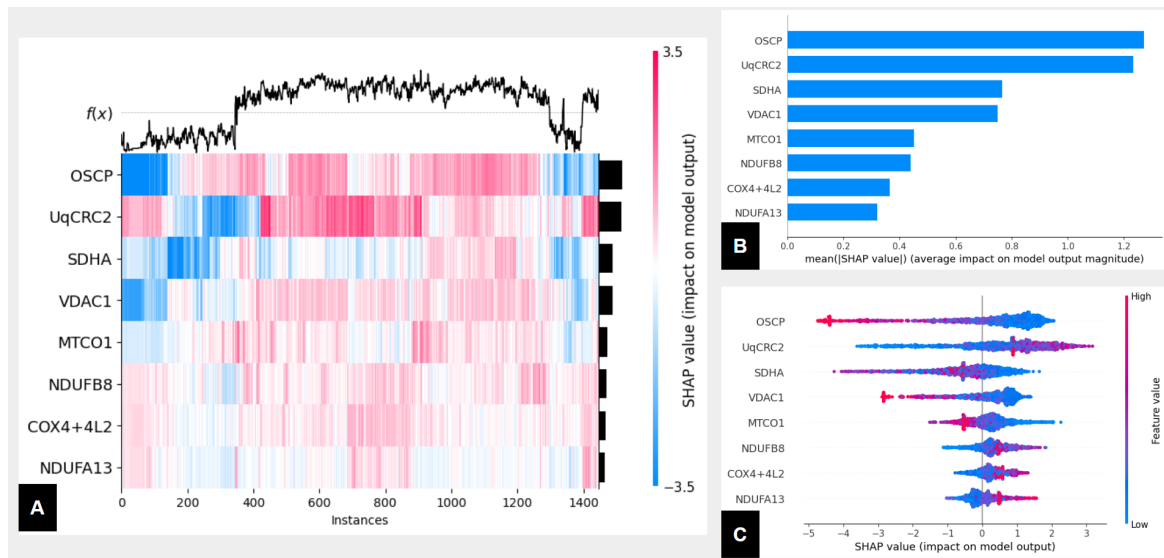 f(x)
OSCP
UqCRC2
SDHA
VDAC1
MTCO1
NDUFB8
COX4+4L2
NDUFA13
0
200
400
600
800
1000
1200
1400
Instances
3.5
SHAP value (impact on model output)
−3.5
A
OSCP
UqCRC2
SDHA
VDAC1
MTCO1
NDUFB8
COX4+4L2
NDUFA13
0.0 0.2 0.4 0.6 0.8 1.0 1.2
mean(|SHAP value|) (average impact on model output magnitude)
B
High
OSCP
UqCRC2
SDHA
VDAC1
MTCO1
NDUFB8
COX4+4L2
NDUFA13
Feature value
Low
−5 −4 −3 −2 −1 0 1 2 3
SHAP value (impact on model output)
C